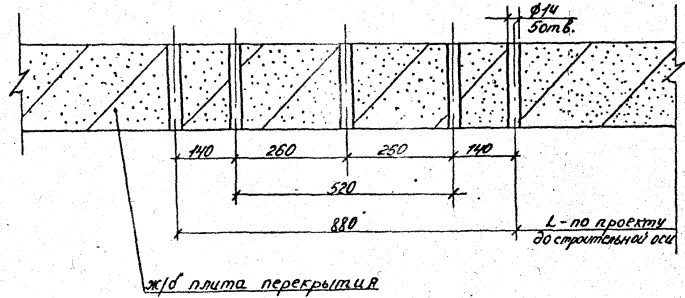 Ø14
5отв.
140
260
260
140
520
880
L - по проекту
до строительной оси
ж/б плита перекрытия